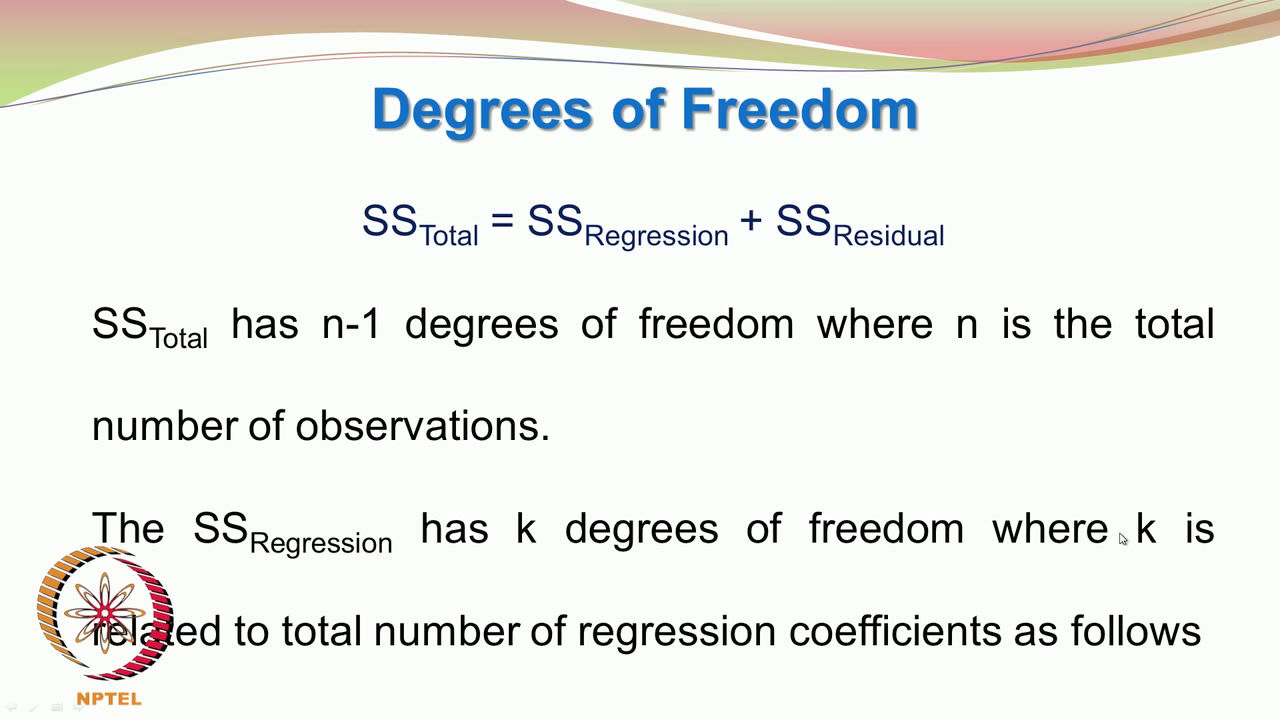 Degrees of Freedom
SSTotal = SSRegression + SSResidual
SSTotal has n-1 degrees of freedom where n is the total
number of observations.
The SSRegression has k degrees of freedom where k is
related to total number of regression coefficients as follows
NPTEL